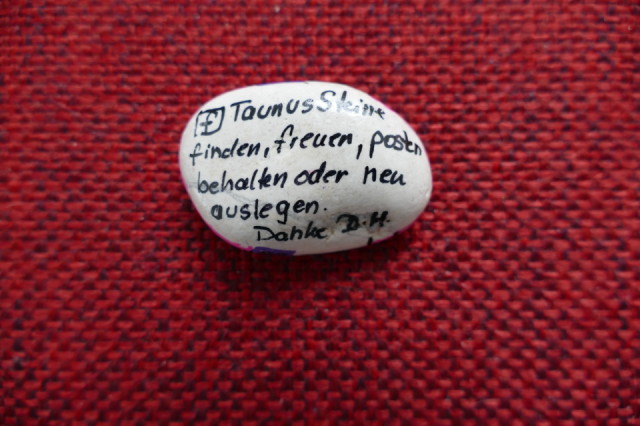 F TaunusSteine
finden, freuen, posten
behalten oder neu
auslegen.
Danke D.H.